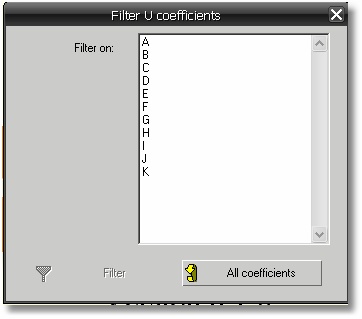 Filter U coefficients
Filter on:
A
B
C
D
E
F
G
H
I
J
K
Filter
All coefficients